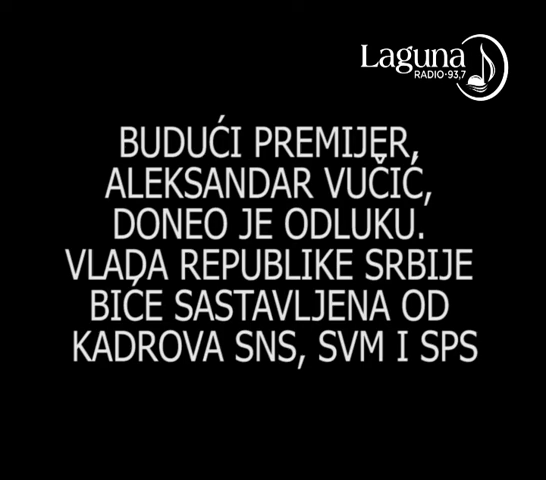 Laguna
RADIO·93,7
BUDUĆI PREMIJER,
ALEKSANDAR VUČIĆ,
DONEO JE ODLUKU.
VLADA REPUBLIKE SRBIJE
BIĆE SASTAVLJENA OD
KADROVA SNS, SVM I SPS